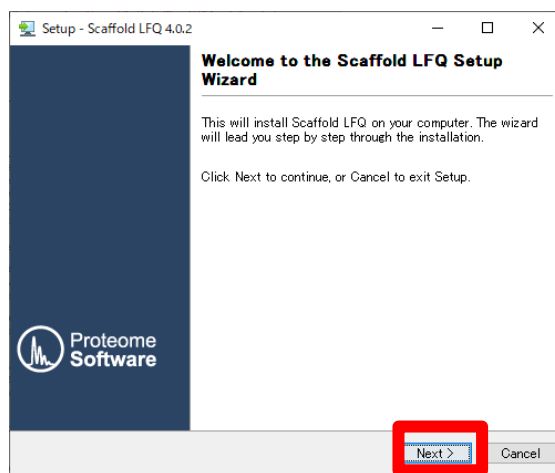 Setup - Scaffold LFQ 4.0.2
Welcome to the Scaffold LFQ Setup
Wizard
This will install Scaffold LFQ on your computer. The wizard
will lead you step by step through the installation.
Click Next to continue, or Cancel to exit Setup.
Proteome
Software
Next >
Cancel